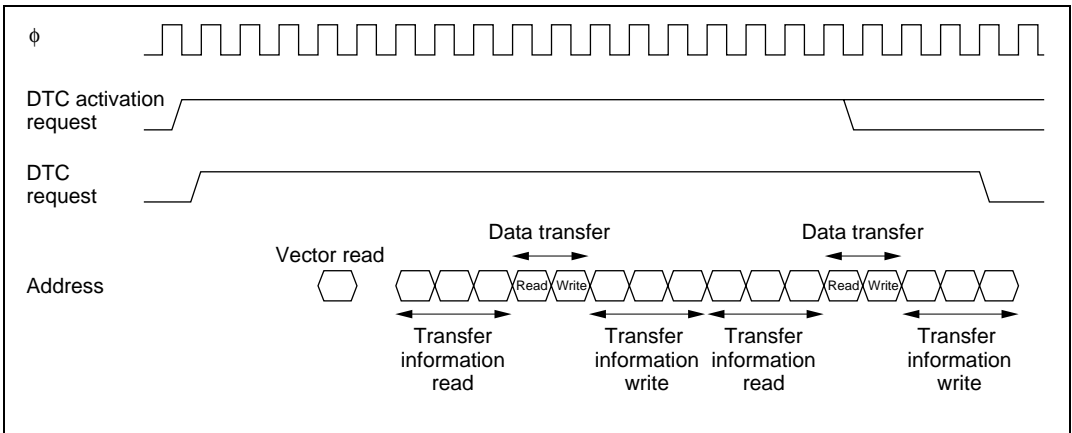 φ
DTC activation
request
DTC
request
Data transfer Data transfer
Vector read
Address Read Write Read Write
Transfer Transfer Transfer Transfer
information information information information
read write read write